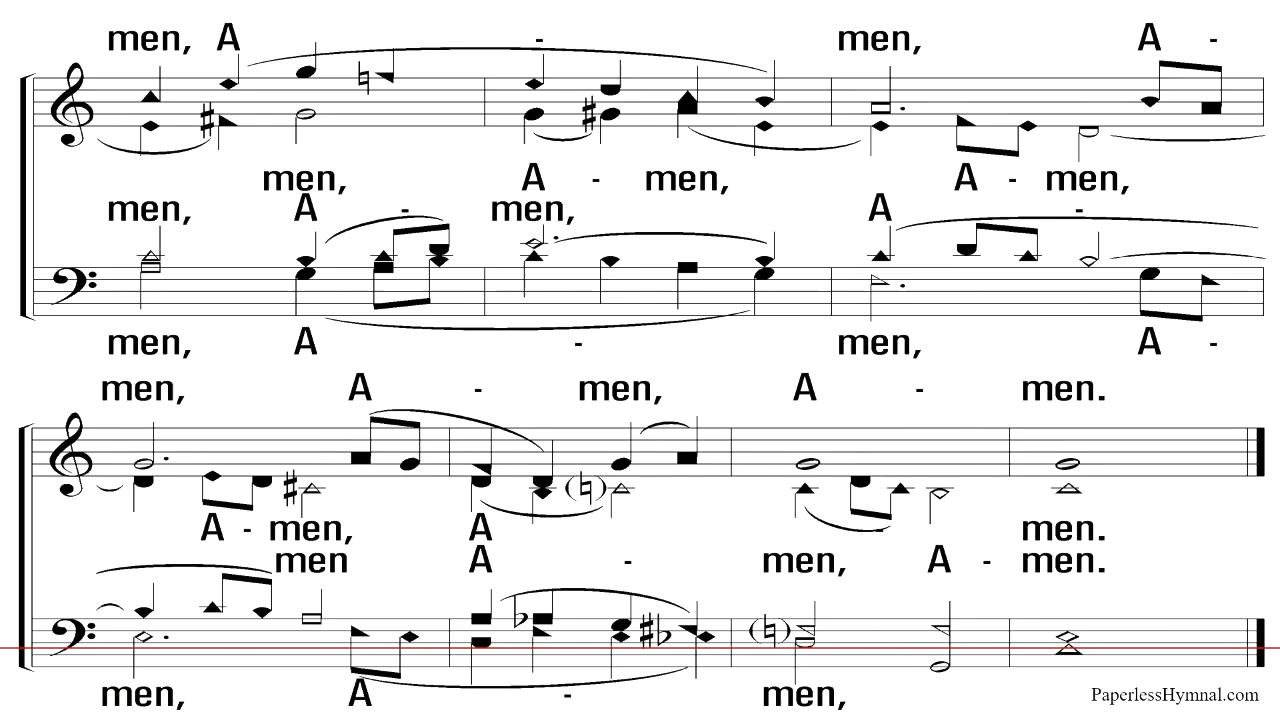 men, A - men, A -
men, A - men, A - men,
men, A - men, A -
men, A - men, A -
men, A - men, A - men.
A - men, A - men.
men A - men, A - men.
men, A - men,
PaperlessHymnal.com